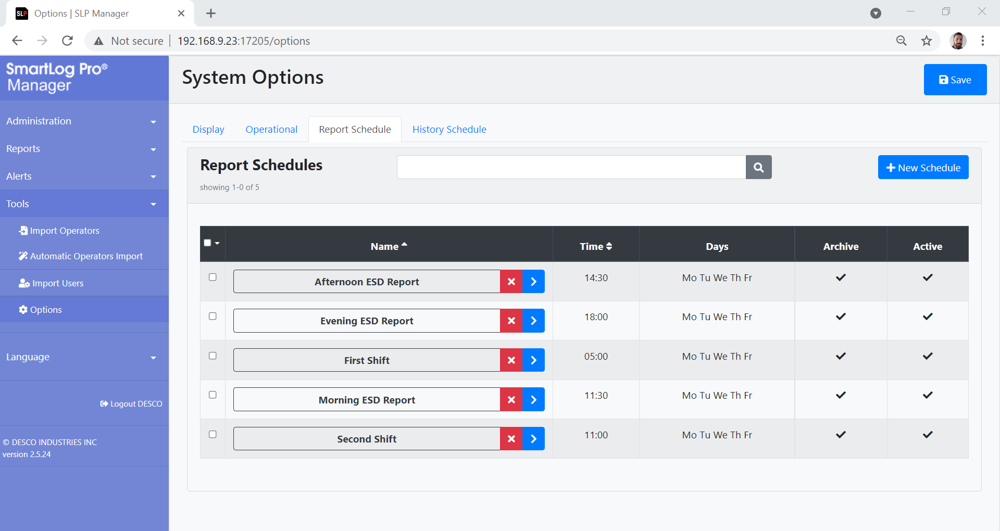 SLP Options | SLP Manager
Not secure 192.168.9.23:17205/options
SmartLog Pro®
Manager
Administration
Reports
Alerts
Tools
Import Operators
Automatic Operators Import
Import Users
Options
Language
Logout DESCO
© DESCO INDUSTRIES INC
version 2.5.24
System Options
Save
Display Operational Report Schedule History Schedule
Report Schedules
New Schedule
showing 1-0 of 5
Name Time Days Archive Active
Afternoon ESD Report 14:30 Mo Tu We Th Fr
Evening ESD Report 18:00 Mo Tu We Th Fr
First Shift 05:00 Mo Tu We Th Fr
Morning ESD Report 11:30 Mo Tu We Th Fr
Second Shift 11:00 Mo Tu We Th Fr